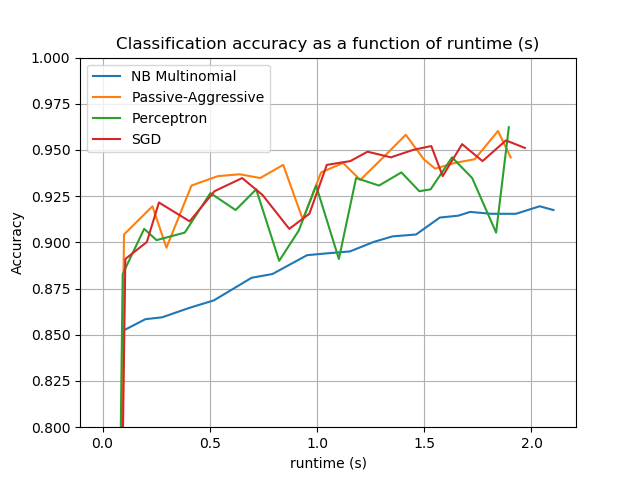 Classification accuracy as a function of runtime (s)
1.000
0.975
0.950
0.925
0.900
0.875
0.850
0.825
0.800
Accuracy
NB Multinomial
Passive-Aggressive
Perceptron
SGD
0.0 0.5 1.0 1.5 2.0
runtime (s)